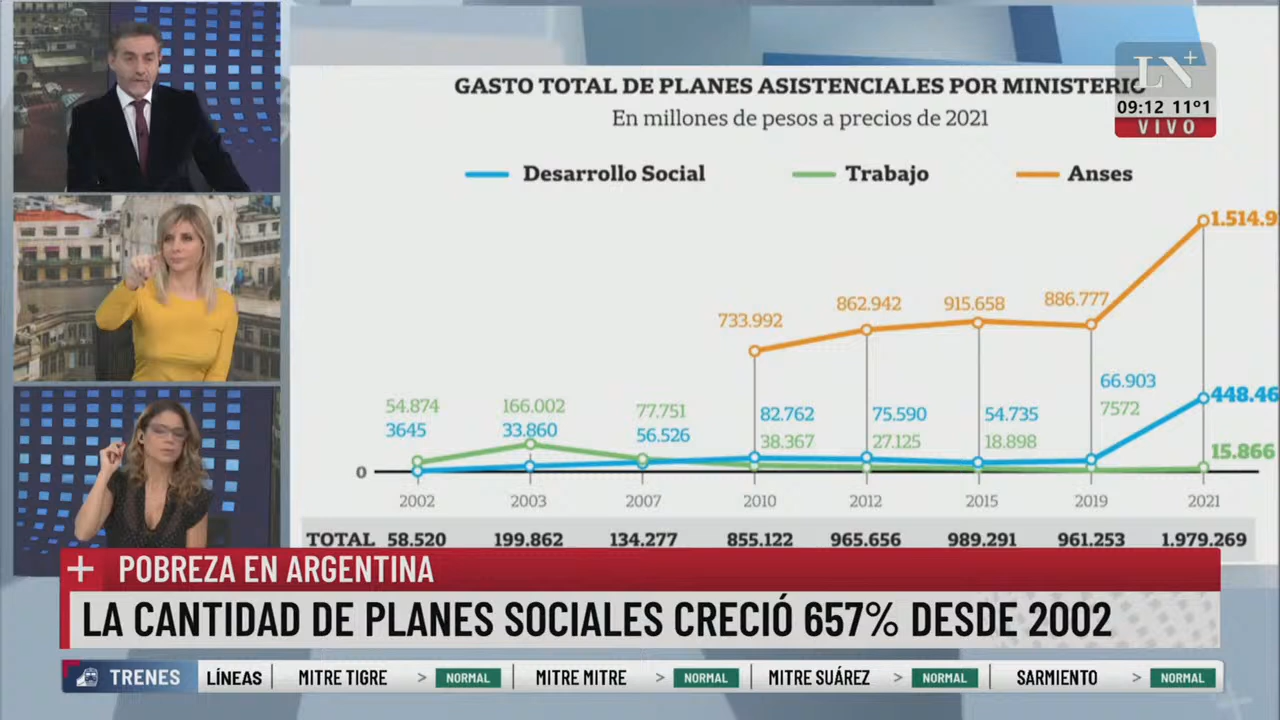 GASTO TOTAL DE PLANES ASISTENCIALES POR MINISTERIO
En millones de pesos a precios de 2021
LN+
09:12 11º1
VIVO
Desarrollo Social Trabajo Anses
1.514.9
733.992 862.942 915.658 886.777
54.874 166.002 77.751 82.762 75.590 54.735 66.903 448.46
3645 33.860 56.526 38.367 27.125 18.898 7572 15.866
0
2002 2003 2007 2010 2012 2015 2019 2021
TOTAL 58.520 199.862 134.277 855.122 965.656 989.291 961.253 1.979.269
+ POBREZA EN ARGENTINA
LA CANTIDAD DE PLANES SOCIALES CRECIÓ 657% DESDE 2002
TRENES LÍNEAS MITRE TIGRE > NORMAL MITRE MITRE > NORMAL MITRE SUÁREZ > NORMAL SARMIENTO > NORMAL